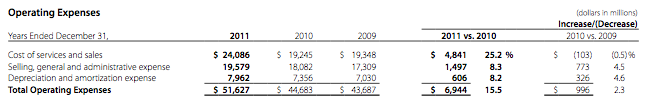 Operating Expenses (dollars in millions)
Increase/(Decrease)
Years Ended December 31, 2011 2010 2009 2011 vs. 2010 2010 vs. 2009
Cost of services and sales $ 24,086 $ 19,245 $ 19,348 $ 4,841 25.2 % $ (103) (0.5)%
Selling, general and administrative expense 19,579 18,082 17,309 1,497 8.3 773 4.5
Depreciation and amortization expense 7,962 7,356 7,030 606 8.2 326 4.6
Total Operating Expenses $ 51,627 $ 44,683 $ 43,687 $ 6,944 15.5 $ 996 2.3